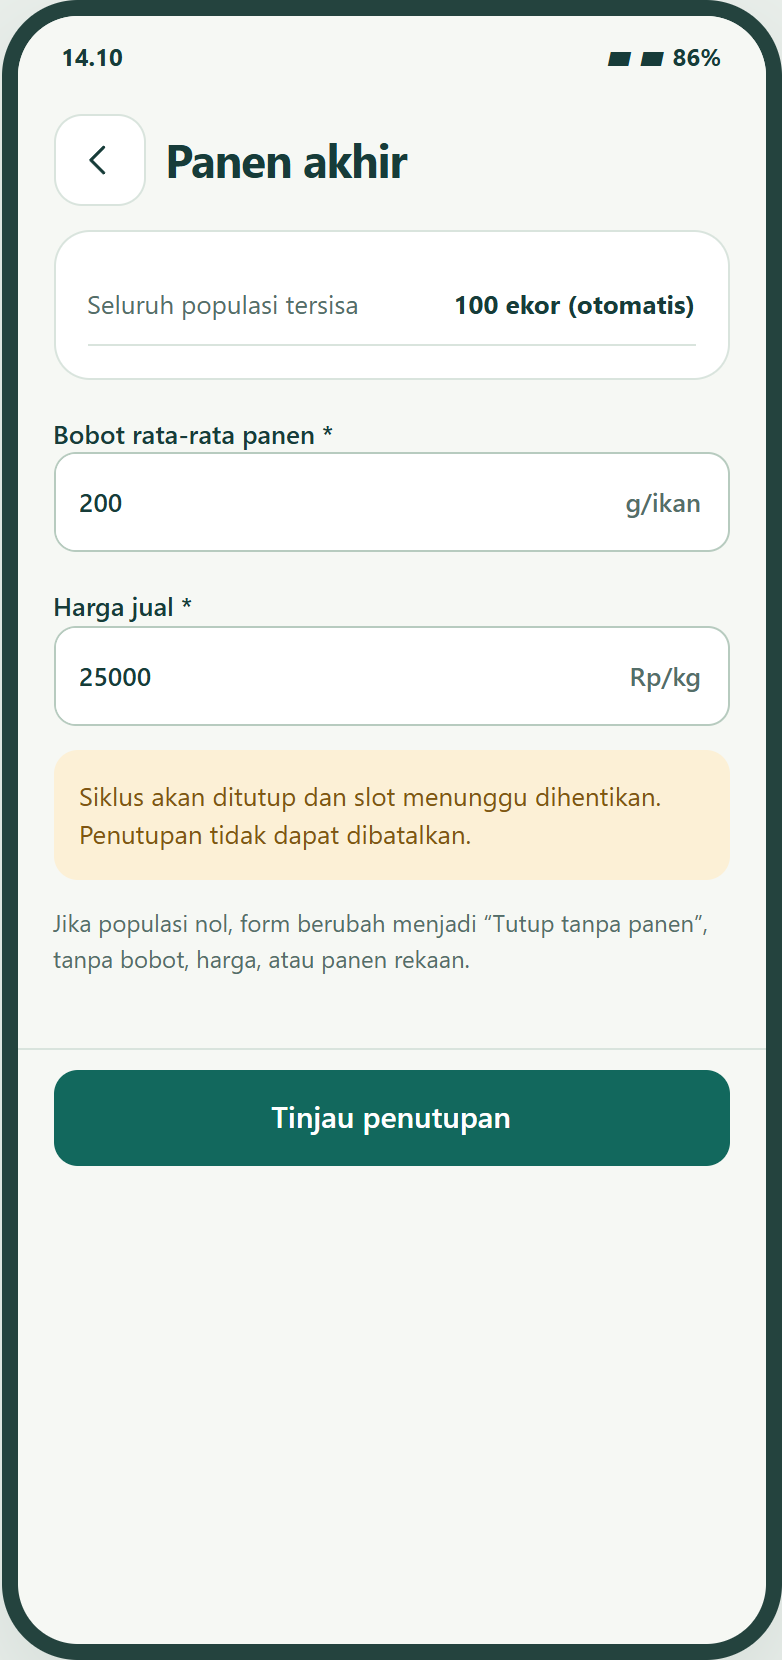 14.10
86%
Panen akhir
Seluruh populasi tersisa 100 ekor (otomatis)
Bobot rata-rata panen *
200 g/ikan
Harga jual *
25000 Rp/kg
Siklus akan ditutup dan slot menunggu dihentikan.
Penutupan tidak dapat dibatalkan.
Jika populasi nol, form berubah menjadi “Tutup tanpa panen”,
tanpa bobot, harga, atau panen rekaan.
Tinjau penutupan